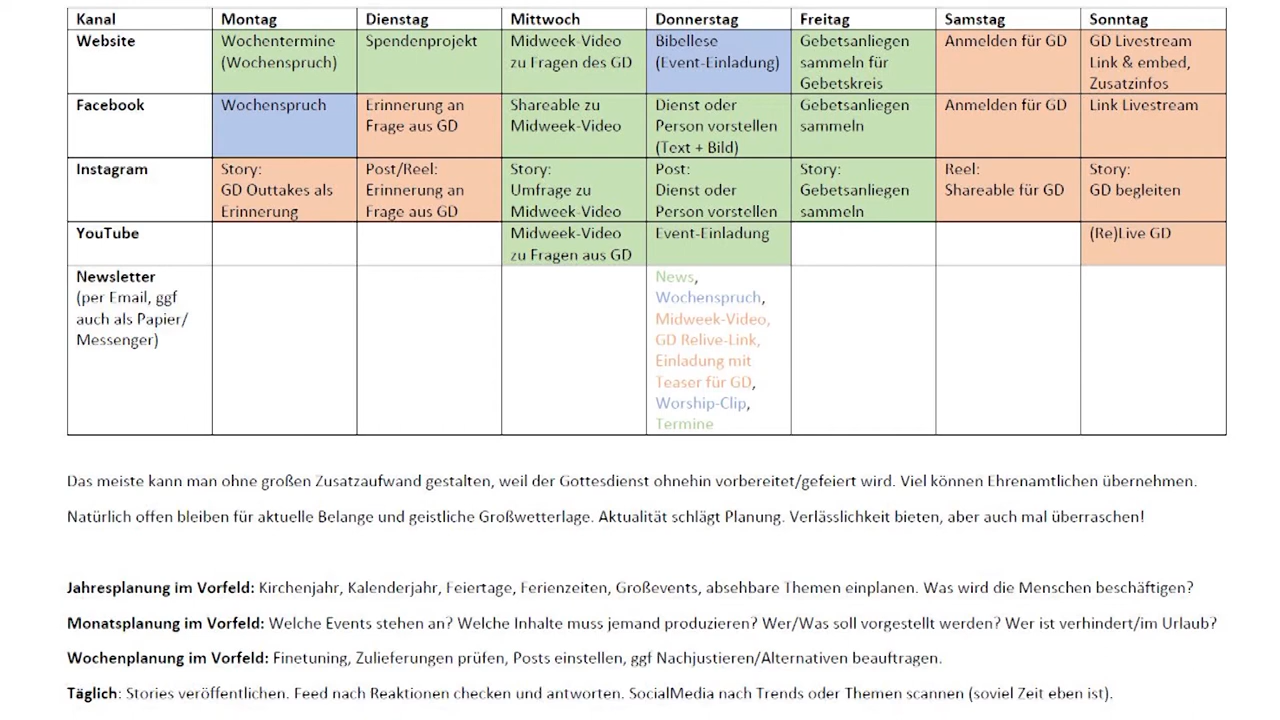 Kanal Montag Dienstag Mittwoch Donnerstag Freitag Samstag Sonntag
Website
Wochentermine
(Wochenspruch)
Spendenprojekt
Midweek-Video
zu Fragen des GD
Bibellese
(Event-Einladung)
Gebetsanliegen
sammeln für
Gebetskreis
Anmelden für GD
GD Livestream
Link & embed,
Zusatzinfos
Facebook
Wochenspruch
Erinnerung an
Frage aus GD
Shareable zu
Midweek-Video
Dienst oder
Person vorstellen
(Text + Bild)
Gebetsanliegen
sammeln
Anmelden für GD
Link Livestream
Instagram
Story:
GD Outtakes als
Erinnerung
Post/Reel:
Erinnerung an
Frage aus GD
Story:
Umfrage zu
Midweek-Video
Post:
Dienst oder
Person vorstellen
Story:
Gebetsanliegen
sammeln
Reel:
Shareable für GD
Story:
GD begleiten
YouTube
Midweek-Video
zu Fragen aus GD
Event-Einladung
(Re)Live GD
Newsletter
(per Email, ggf
auch als Papier/
Messenger)
News,
Wochenspruch,
Midweek-Video,
GD Relive-Link,
Einladung mit
Teaser für GD,
Worship-Clip,
Termine
Das meiste kann man ohne großen Zusatzaufwand gestalten, weil der Gottesdienst ohnehin vorbereitet/gefeiert wird. Viel können Ehrenamtlichen übernehmen.
Natürlich offen bleiben für aktuelle Belange und geistliche Großwetterlage. Aktualität schlägt Planung. Verlässlichkeit bieten, aber auch mal überraschen!
Jahresplanung im Vorfeld: Kirchenjahr, Kalenderjahr, Feiertage, Ferienzeiten, Großevents, absehbare Themen einplanen. Was wird die Menschen beschäftigen?
Monatsplanung im Vorfeld: Welche Events stehen an? Welche Inhalte muss jemand produzieren? Wer/Was soll vorgestellt werden? Wer ist verhindert/im Urlaub?
Wochenplanung im Vorfeld: Finetuning, Zulieferungen prüfen, Posts einstellen, ggf Nachjustieren/Alternativen beauftragen.
Täglich: Stories veröffentlichen. Feed nach Reaktionen checken und antworten. SocialMedia nach Trends oder Themen scannen (soviel Zeit eben ist).